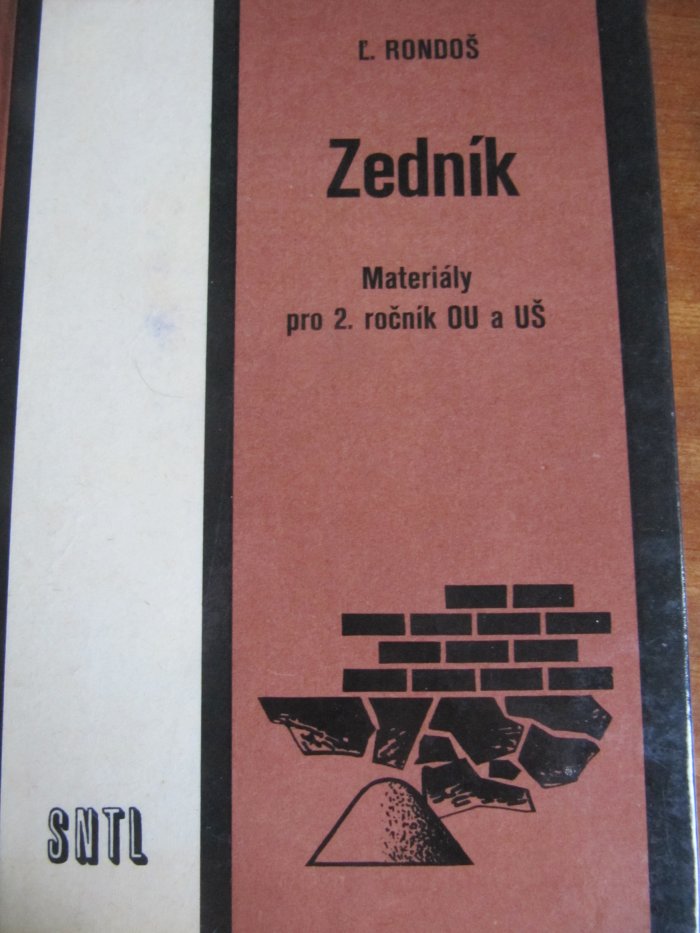 Ľ. RONDOŠ
Zedník
Materiály
pro 2. ročník OU a UŠ
SNTL